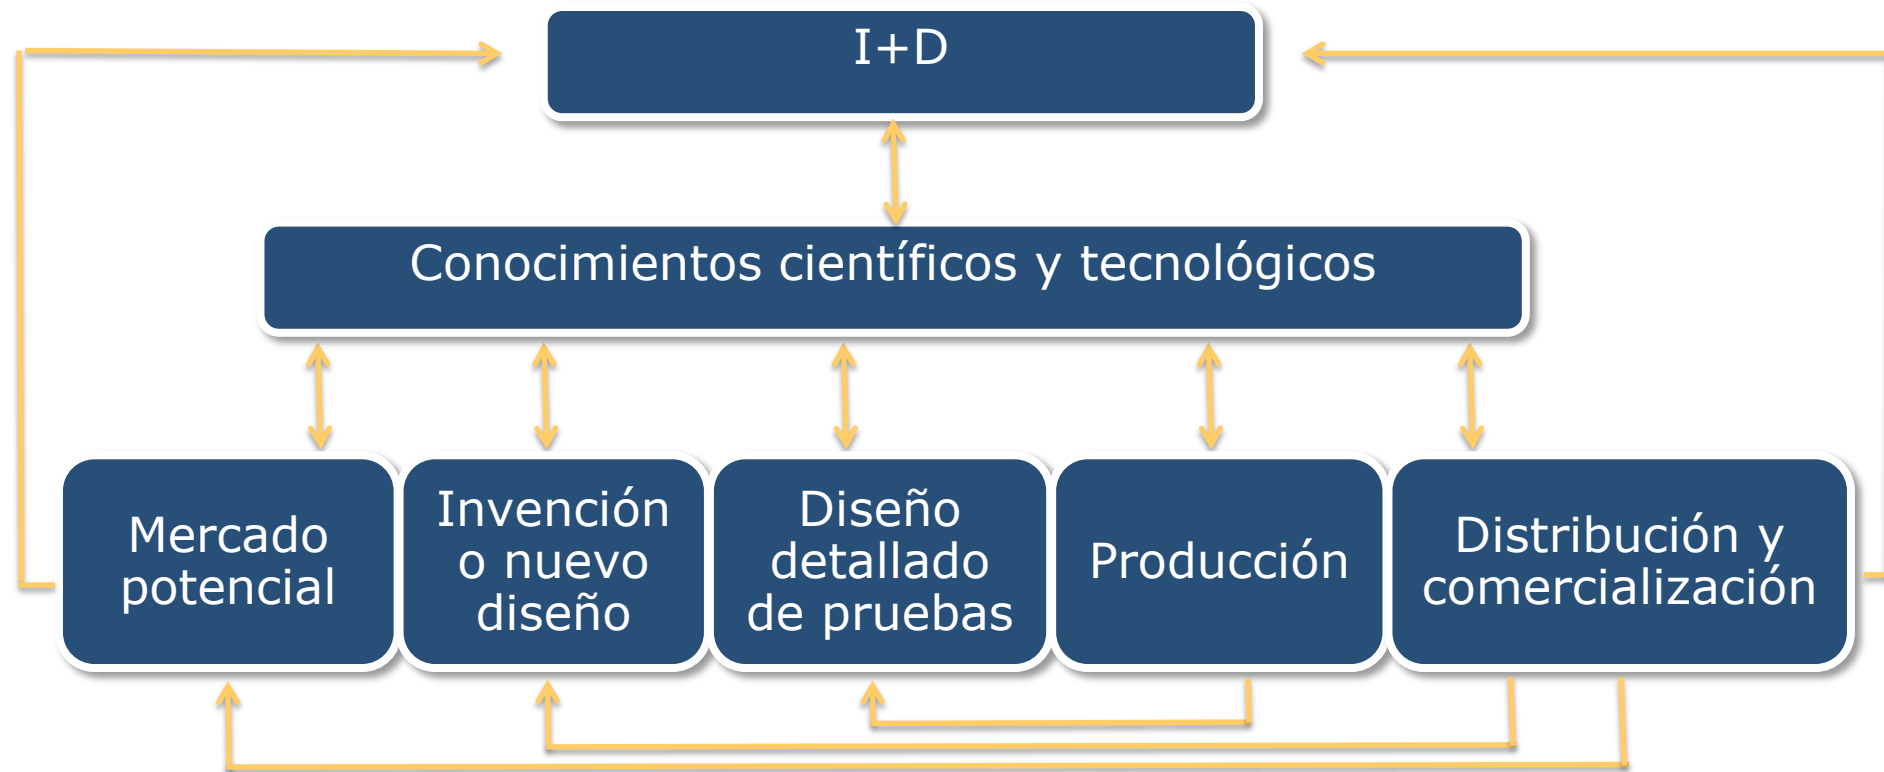 I+D
Conocimientos científicos y tecnológicos
Mercado
potencial
Invención
o nuevo
diseño
Diseño
detallado
de pruebas
Producción
Distribución y
comercialización